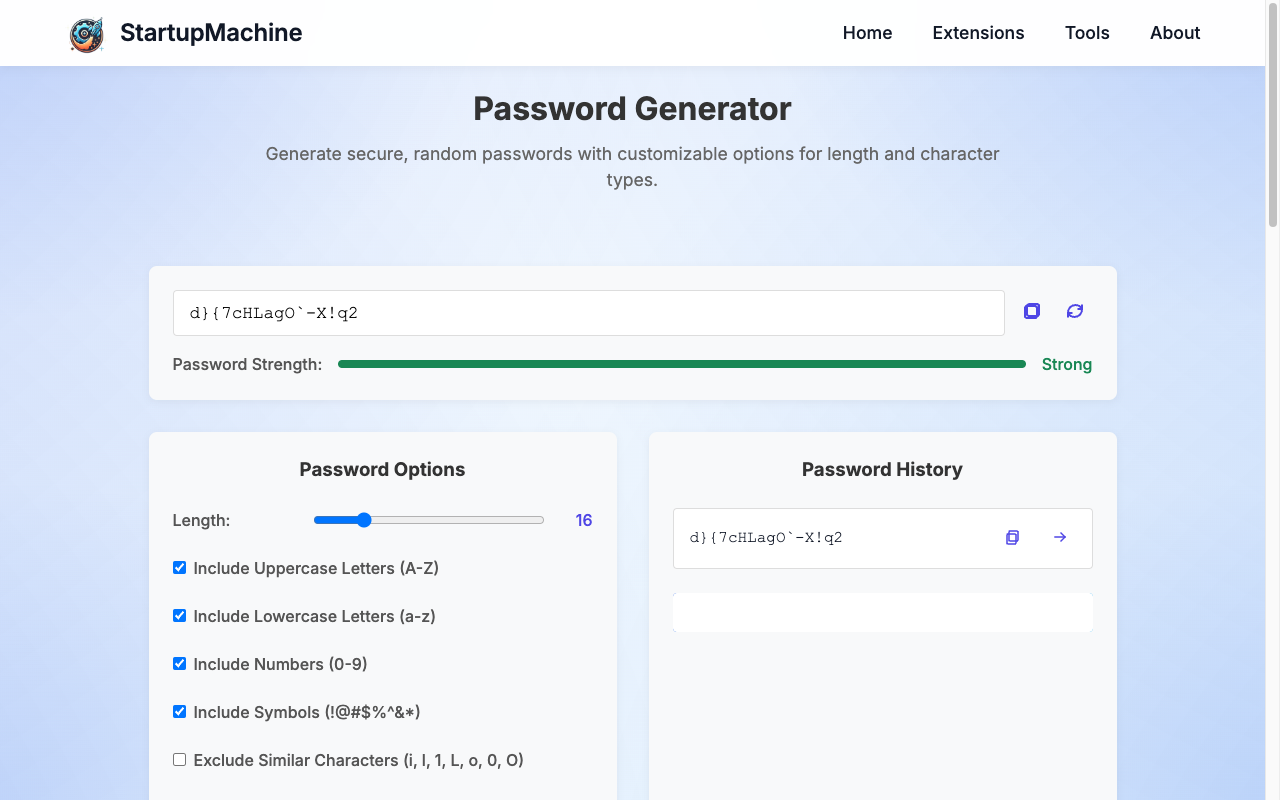 StartupMachine
Home
Extensions
Tools
About
Password Generator
Generate secure, random passwords with customizable options for length and character
types.
d}{7cHLagO`-X!q2
Password Strength:
Strong
Password Options
Length:
16
Include Uppercase Letters (A-Z)
Include Lowercase Letters (a-z)
Include Numbers (0-9)
Include Symbols (!@#$%^&*)
Exclude Similar Characters (i, l, 1, L, o, 0, O)
Password History
d}{7cHLagO`-X!q2